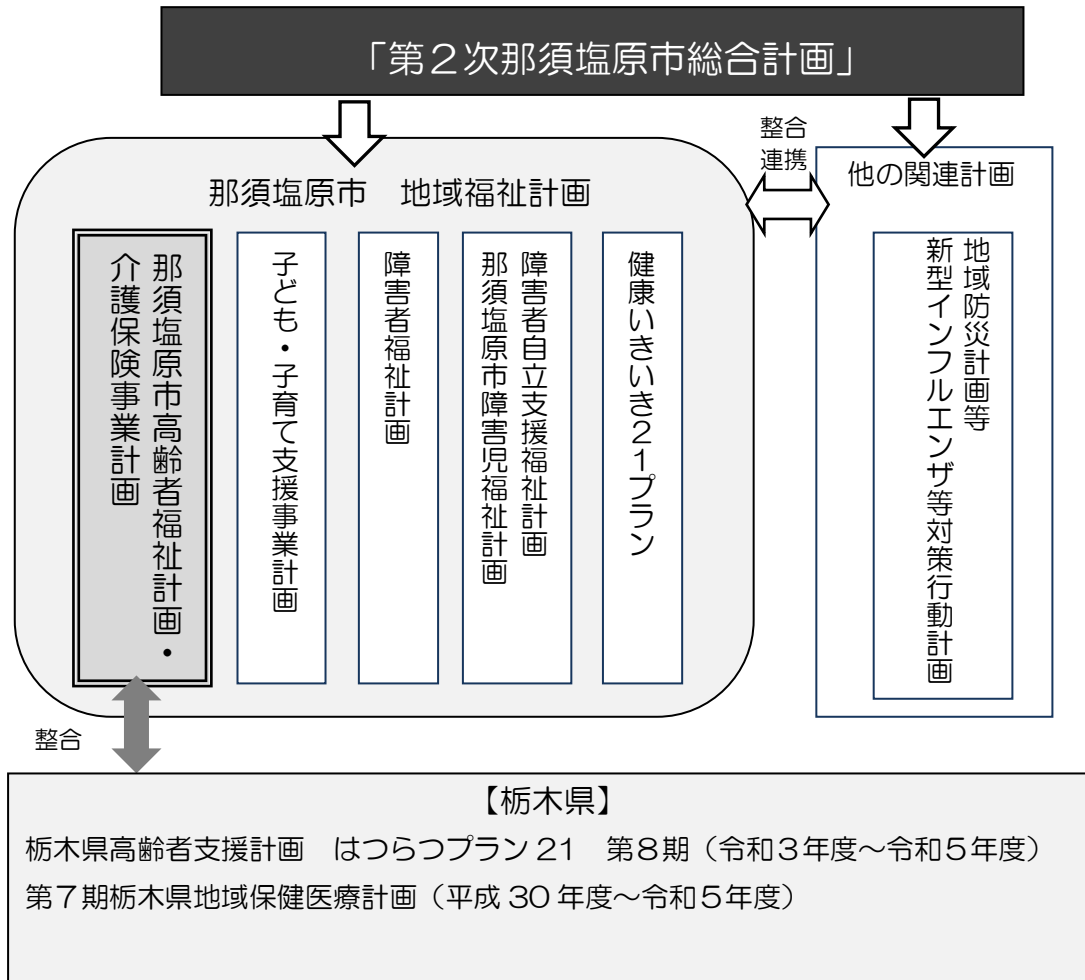 「第２次那須塩原市総合計画」
整合
連携
那須塩原市　地域福祉計画
他の関連計画
那須塩原市高齢者福祉計画・
介護保険事業計画
子ども・子育て支援事業計画
障害者福祉計画
障害者自立支援福祉計画
那須塩原市障害児福祉計画
健康いきいき２１プラン
地域防災計画等
新型インフルエンザ等対策行動計画
整合
【栃木県】
栃木県高齢者支援計画　はつらつプラン 21　第８期（令和３年度～令和５年度）
第７期栃木県地域保健医療計画（平成 30 年度～令和５年度）